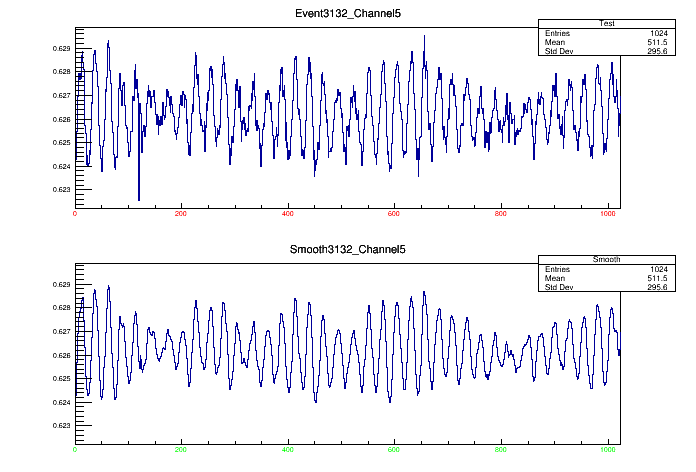 Event3132_Channel5
Test
Entries 1024
Mean 511.5
Std Dev 295.6
0.629
0.628
0.627
0.626
0.625
0.624
0.623
0 200 400 600 800 1000
Smooth3132_Channel5
Smooth
Entries 1024
Mean 511.5
Std Dev 295.6
0.629
0.628
0.627
0.626
0.625
0.624
0.623
0 200 400 600 800 1000